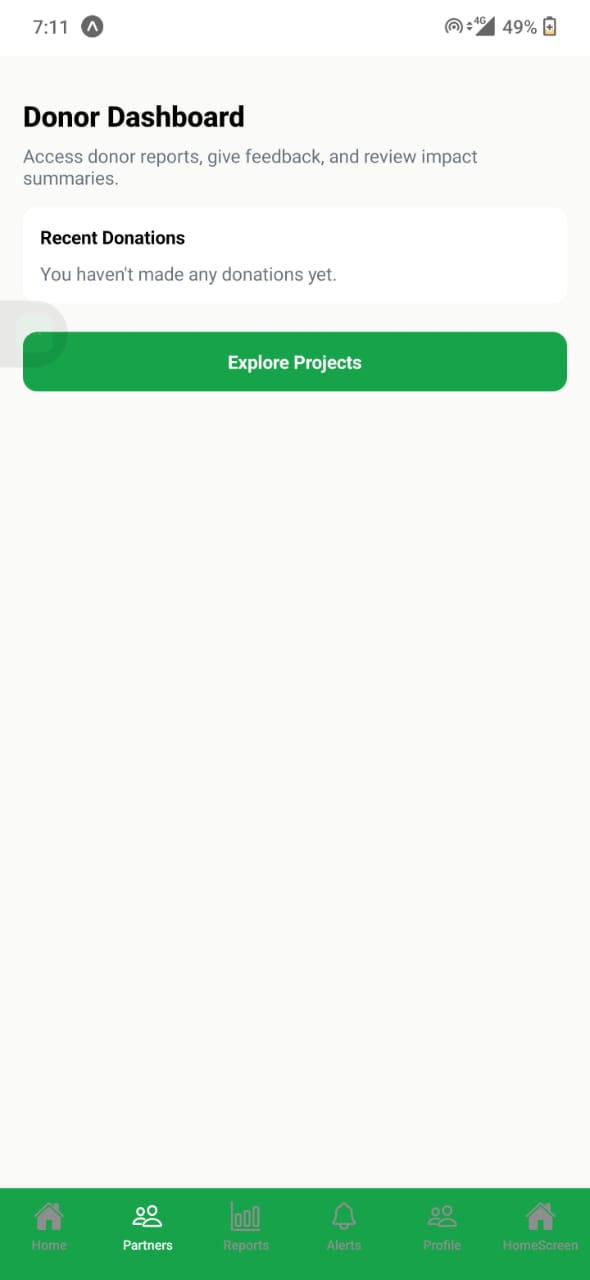 7:11
4G 49%
Donor Dashboard
Access donor reports, give feedback, and review impact
summaries.
Recent Donations
You haven't made any donations yet.
Explore Projects
Home Partners Reports Alerts Profile HomeScreen